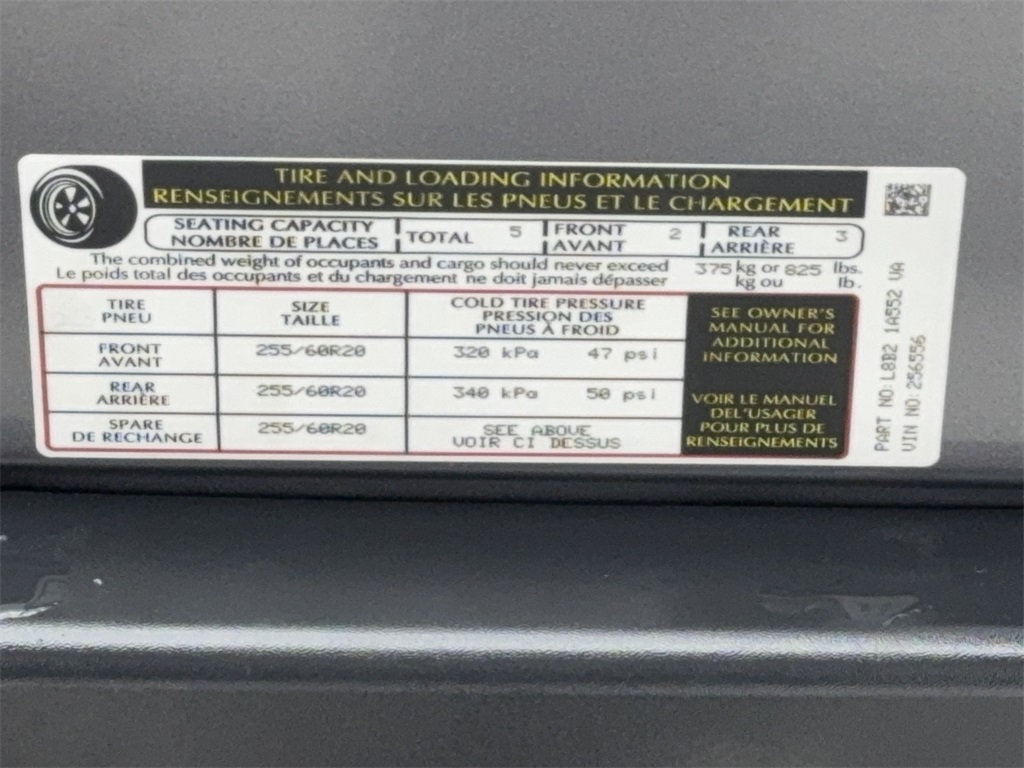 TIRE AND LOADING INFORMATION
RENSEIGNEMENTS SUR LES PNEUS ET LE CHARGEMENT
SEATING CAPACITY
NOMBRE DE PLACES
TOTAL 5
FRONT
AVANT 2
REAR
ARRIÈRE 3
The combined weight of occupants and cargo should never exceed 375 kg or 825 lbs.
Le poids total des occupants et du chargement ne doit jamais dépasser kg ou lb.
TIRE
PNEU
SIZE
TAILLE
COLD TIRE PRESSURE
PRESSION DES
PNEUS À FROID
FRONT
AVANT
255/60R20
320 kPa 47 psi
REAR
ARRIÈRE
255/60R20
340 kPa 50 psi
SPARE
DE RECHANGE
255/60R20
SEE ABOVE
VOIR CI DESSUS
SEE OWNER'S
MANUAL FOR
ADDITIONAL
INFORMATION
VOIR LE MANUEL
DEL'USAGER
POUR PLUS DE
RENSEIGNEMENTS
PART NO: L8B2 1A552 VA
VIN NO: 256556